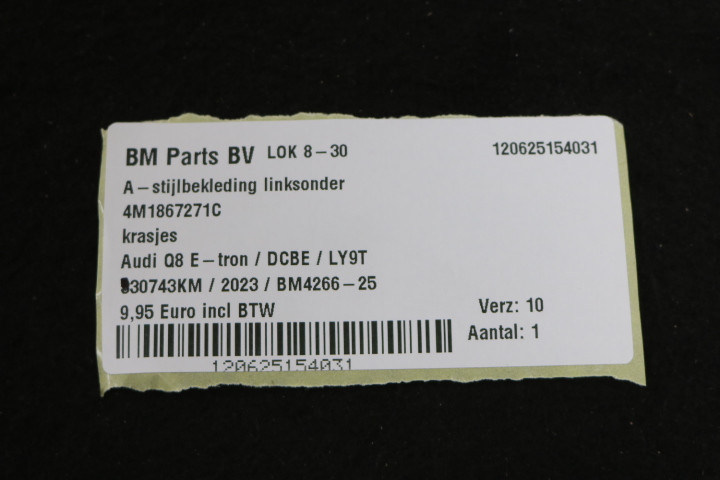 BM Parts BV LOK 8-30 120625154031
A-stijlbekleding linksonder
4M1867271C
krasjes
Audi Q8 E-tron / DCBE / LY9T
30743KM / 2023 / BM4266-25
9,95 Euro incl BTW Verz: 10
Aantal: 1
120625154031